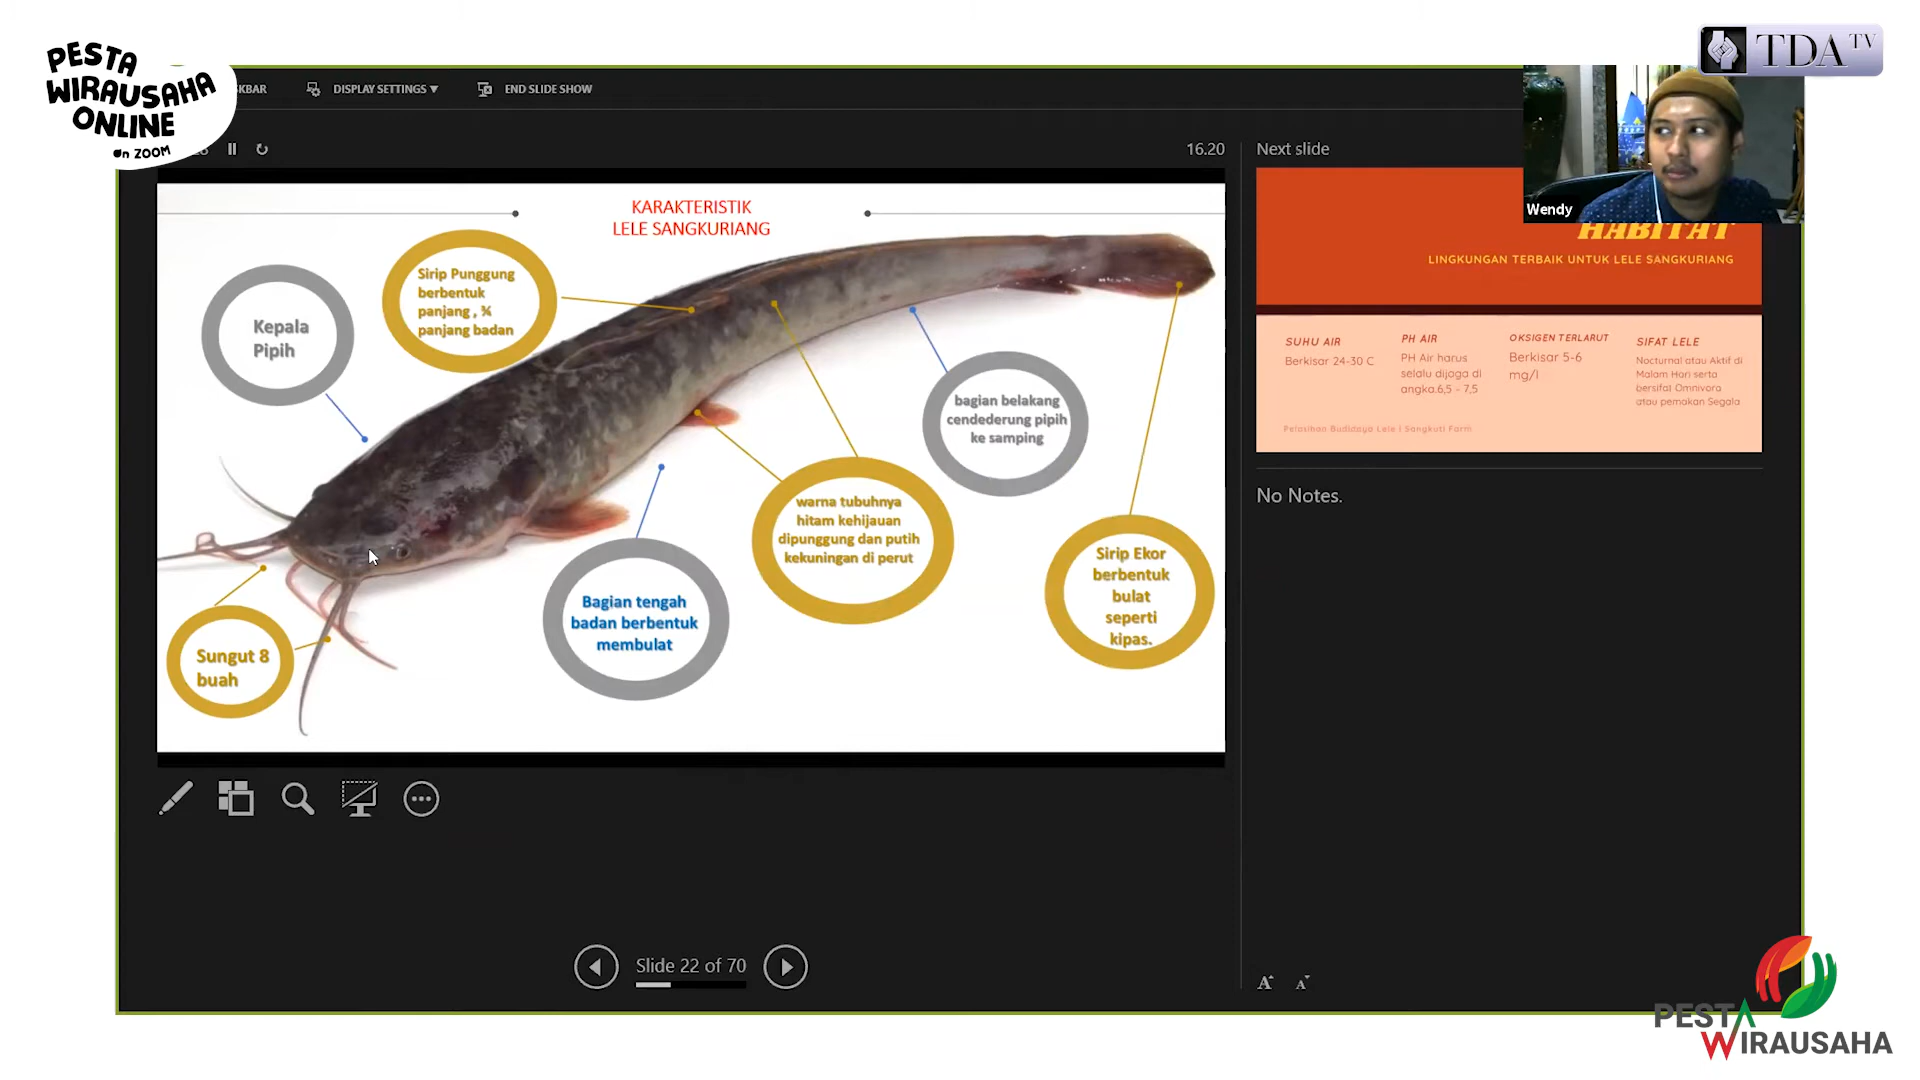 PESTA
WIRAUSAHA
ONLINE
on ZOOM
TDA TV
KBAR
DISPLAY SETTINGS
END SLIDE SHOW
16.20
Next slide
Wendy
KARAKTERISTIK
LELE SANGKURIANG
Kepala
Pipih
Sirip Punggung
berbentuk
panjang , ¾
panjang badan
bagian belakang
cendederung pipih
ke samping
warna tubuhnya
hitam kehijauan
dipunggung dan putih
kekuningan di perut
Sirip Ekor
berbentuk
bulat
seperti
kipas.
Bagian tengah
badan berbentuk
membulat
Sungut 8
buah
HABITAT
LINGKUNGAN TERBAIK UNTUK LELE SANGKURIANG
SUHU AIR
Berkisar 24-30 C
PH AIR
PH Air harus
selalu dijaga di
angka.6,5 - 7,5
OKSIGEN TERLARUT
Berkisar 5-6
mg/l
SIFAT LELE
Nocturnal atau Aktif di
Malam Hari serta
bersifat Omnivora
atau pemakan Segala
Pelatihan Budidaya Lele | Sangkuti Farm
No Notes.
Slide 22 of 70
A A
PESTA
WIRAUSAHA